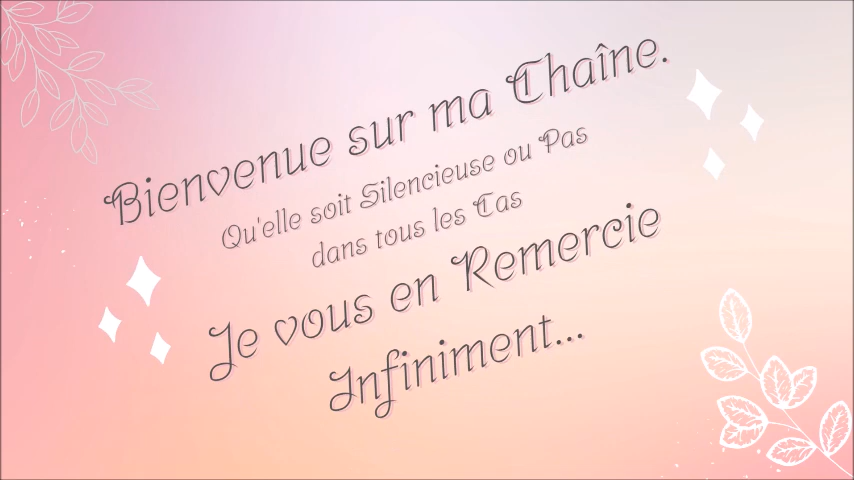 Bienvenue sur ma Chaîne.
Qu'elle soit Silencieuse ou Pas
dans tous les Cas
Je vous en Remercie
Infiniment...